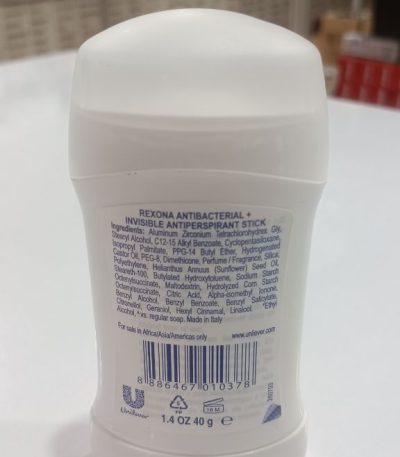 REXONA ANTIBACTERIAL +
INVISIBLE ANTIPERSPIRANT STICK
Ingredients: Aluminum Zirconium Tetrachlorohydrex Gly,
Stearyl Alcohol, C12-15 Alkyl Benzoate, Cyclopentasiloxane,
Isopropyl Palmitate, PPG-14 Butyl Ether, Hydrogenated
Castor Oil, PEG-8, Dimethicone, Perfume / Fragrance, Silica,
Polyethylene, Helianthus Annuus (Sunflower) Seed Oil,
Steareth-100, Butylated Hydroxytoluene, Sodium Starch
Octenylsuccinate, Maltodextrin, Hydrolyzed Corn Starch
Octenylsuccinate, Citric Acid, Alpha-isomethyl Ionone,
Benzyl Alcohol, Benzyl Benzoate, Benzyl Salicylate,
Citronellol, Geraniol, Hexyl Cinnamal, Linalool. *Ethyl
Alcohol, *vs. regular soap. Made in Italy
For sale in Africa/Asia/Americas only www.unilever.com
8 886467 010378
Unilever
5
PP
18 M
1.4 OZ 40 g e